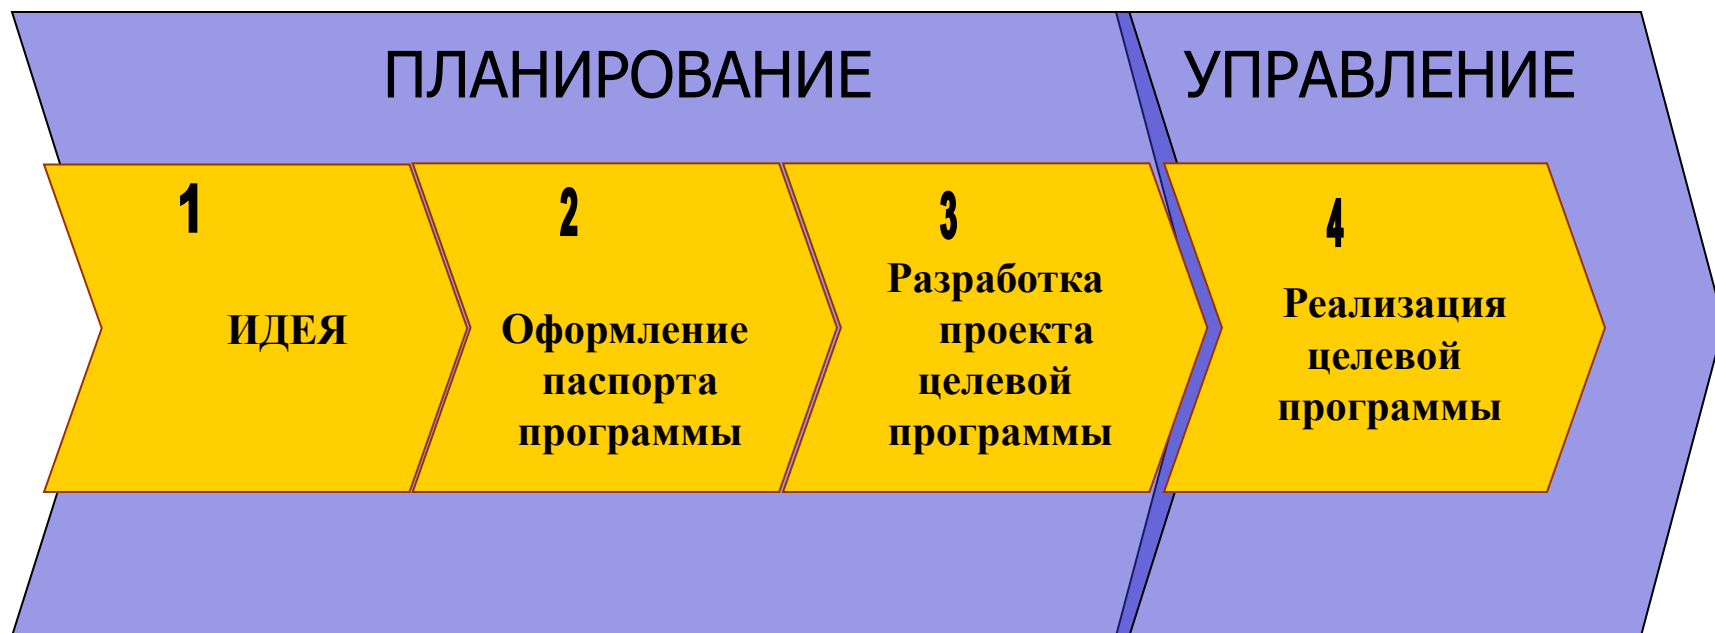 ПЛАНИРОВАНИЕ
УПРАВЛЕНИЕ
1
ИДЕЯ
2
Оформление
паспорта
программы
3
Разработка
проекта
целевой
программы
4
Реализация
целевой
программы